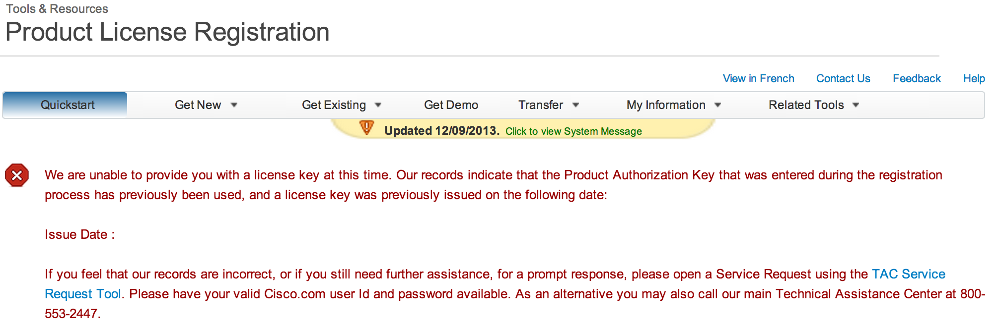 Tools & Resources
Product License Registration
View in French Contact Us Feedback Help
Quickstart Get New Get Existing Get Demo Transfer My Information Related Tools
Updated 12/09/2013. Click to view System Message
We are unable to provide you with a license key at this time. Our records indicate that the Product Authorization Key that was entered during the registration
process has previously been used, and a license key was previously issued on the following date:
Issue Date :
If you feel that our records are incorrect, or if you still need further assistance, for a prompt response, please open a Service Request using the TAC Service
Request Tool. Please have your valid Cisco.com user Id and password available. As an alternative you may also call our main Technical Assistance Center at 800-
553-2447.